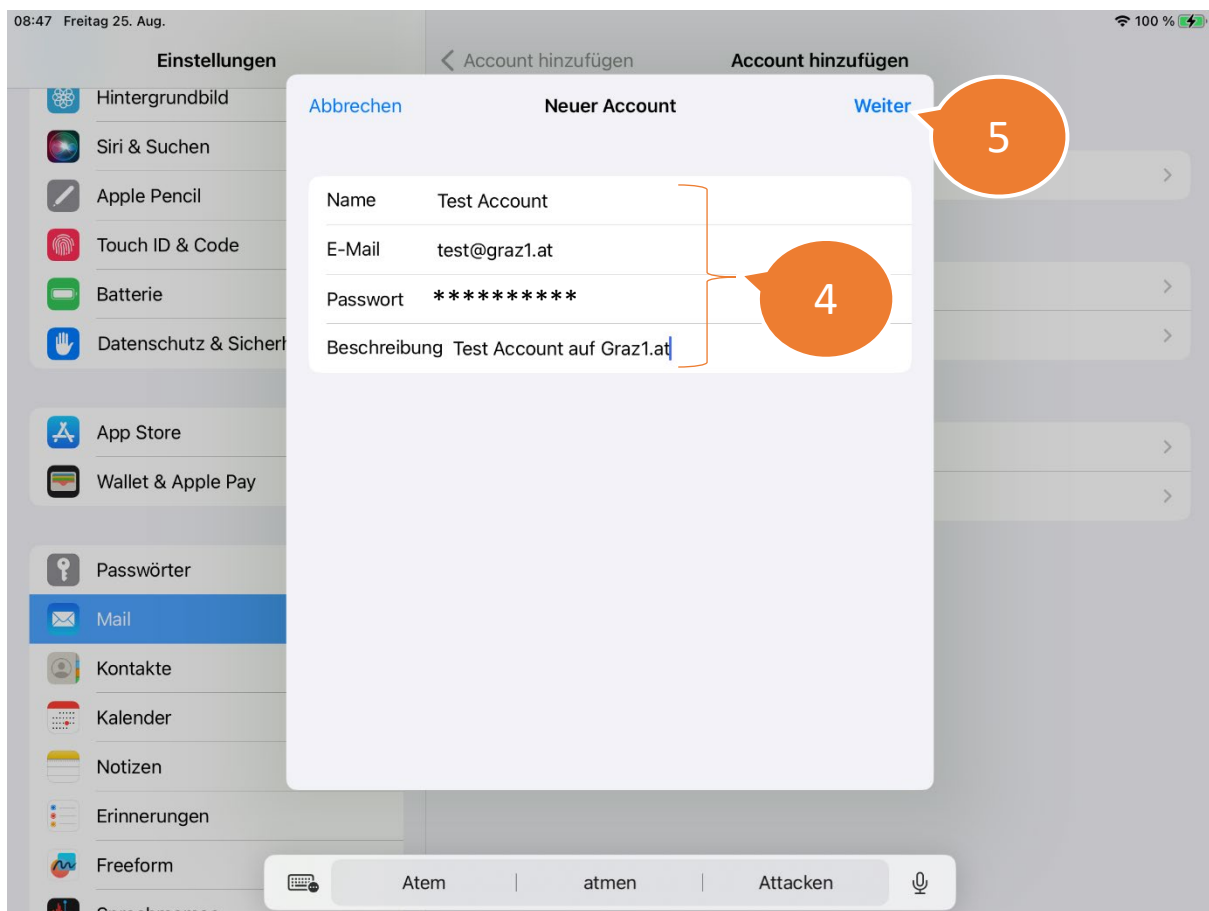 08:47 Freitag 25. Aug.
100 %
Einstellungen
Account hinzufügen
Account hinzufügen
Hintergrundbild
Siri & Suchen
Apple Pencil
Touch ID & Code
Batterie
Datenschutz & Sicherh
App Store
Wallet & Apple Pay
Passwörter
Mail
Kontakte
Kalender
Notizen
Erinnerungen
Freeform
Abbrechen
Neuer Account
Weiter
5
Name Test Account
E-Mail test@graz1.at
Passwort **********
Beschreibung Test Account auf Graz1.at
4
Atem
atmen
Attacken